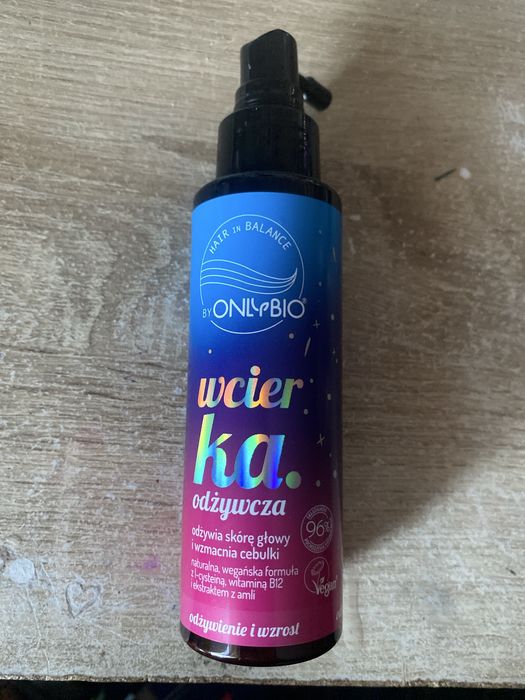 HAIR IN BALANCE
BY ONLYBIO®
wcier
ka.
odżywcza
odżywia skórę głowy
i wzmacnia cebulki
naturalna, wegańska formuła
z l-cysteiną, witaminą B12
i ekstraktem z amli
96%
Vegan
odżywienie i wzrost